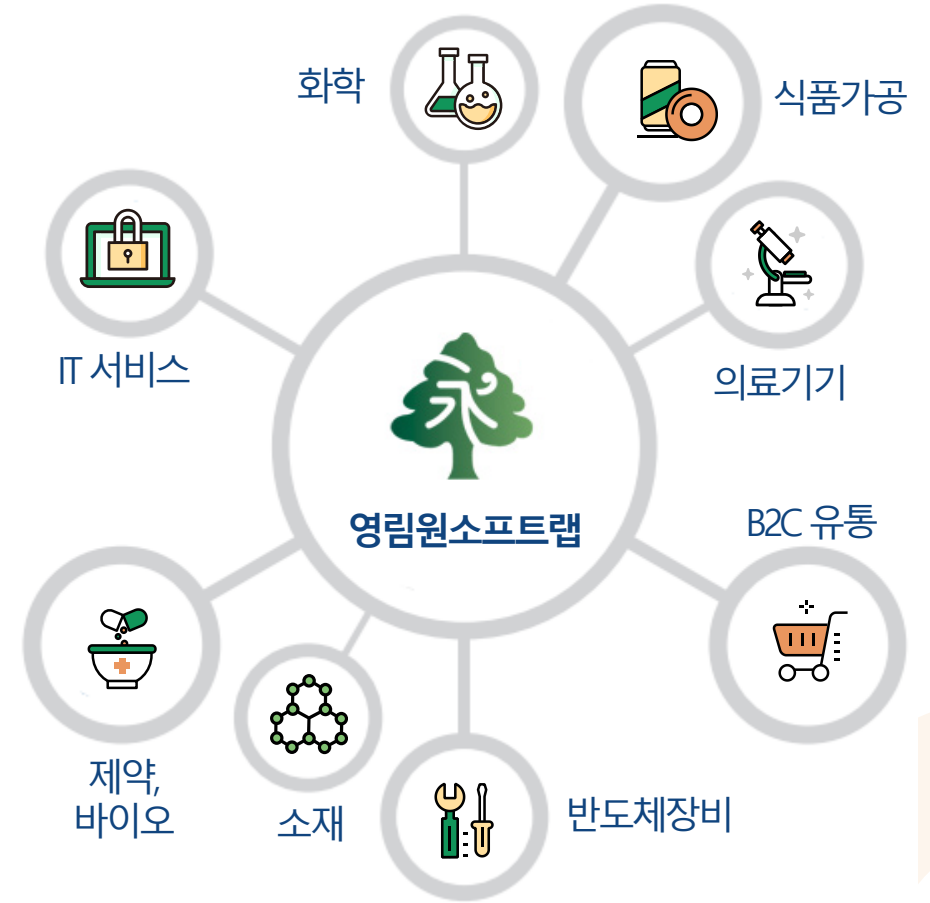 화학
식품가공
IT 서비스
의료기기
永
영림원소프트랩
B2C 유통
제약,
바이오
소재
반도체장비